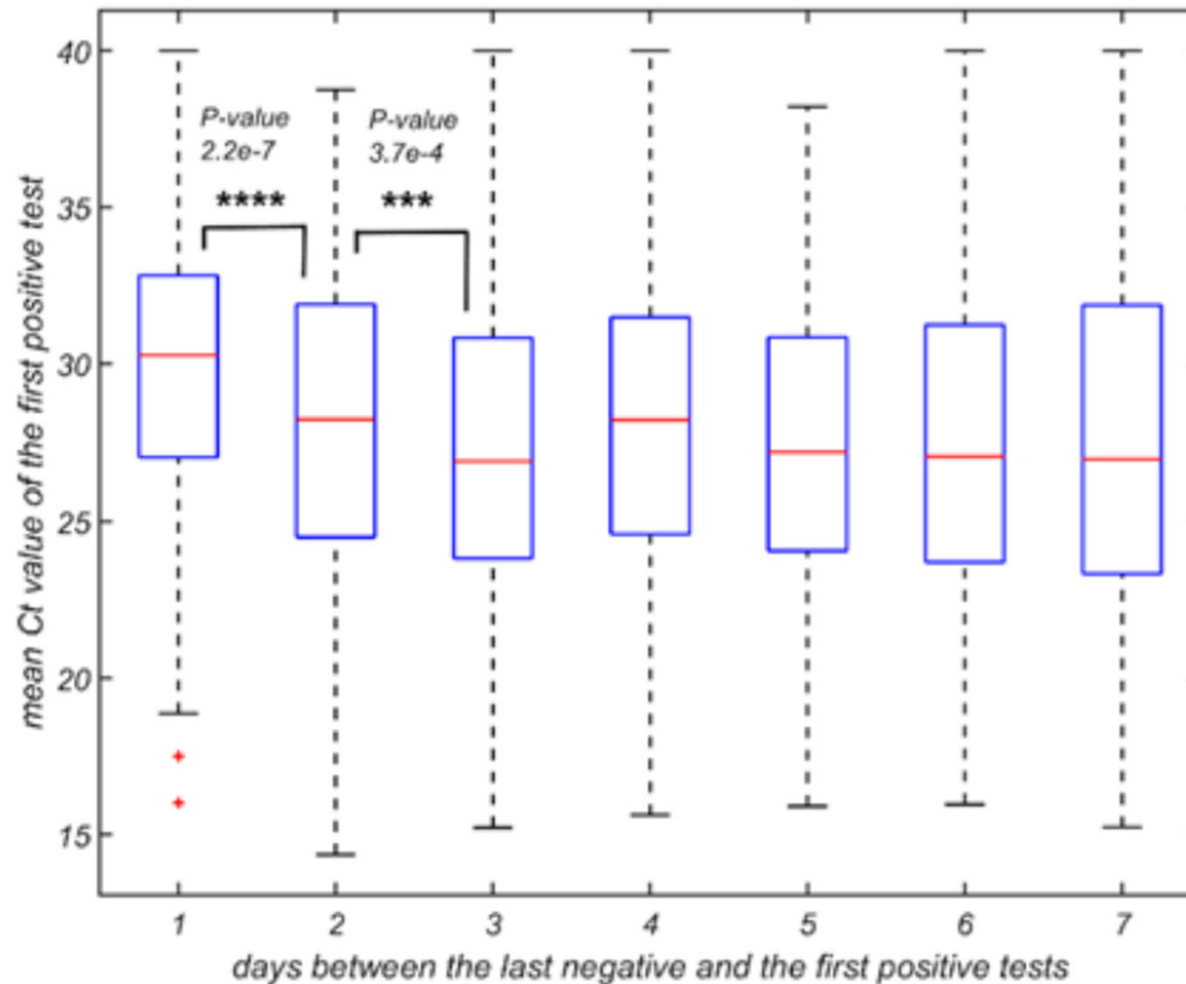 mean Ct value of the first positive test
40
35
30
25
20
15
P-value
2.2e-7
****
P-value
3.7e-4
***
1 2 3 4 5 6 7
days between the last negative and the first positive tests